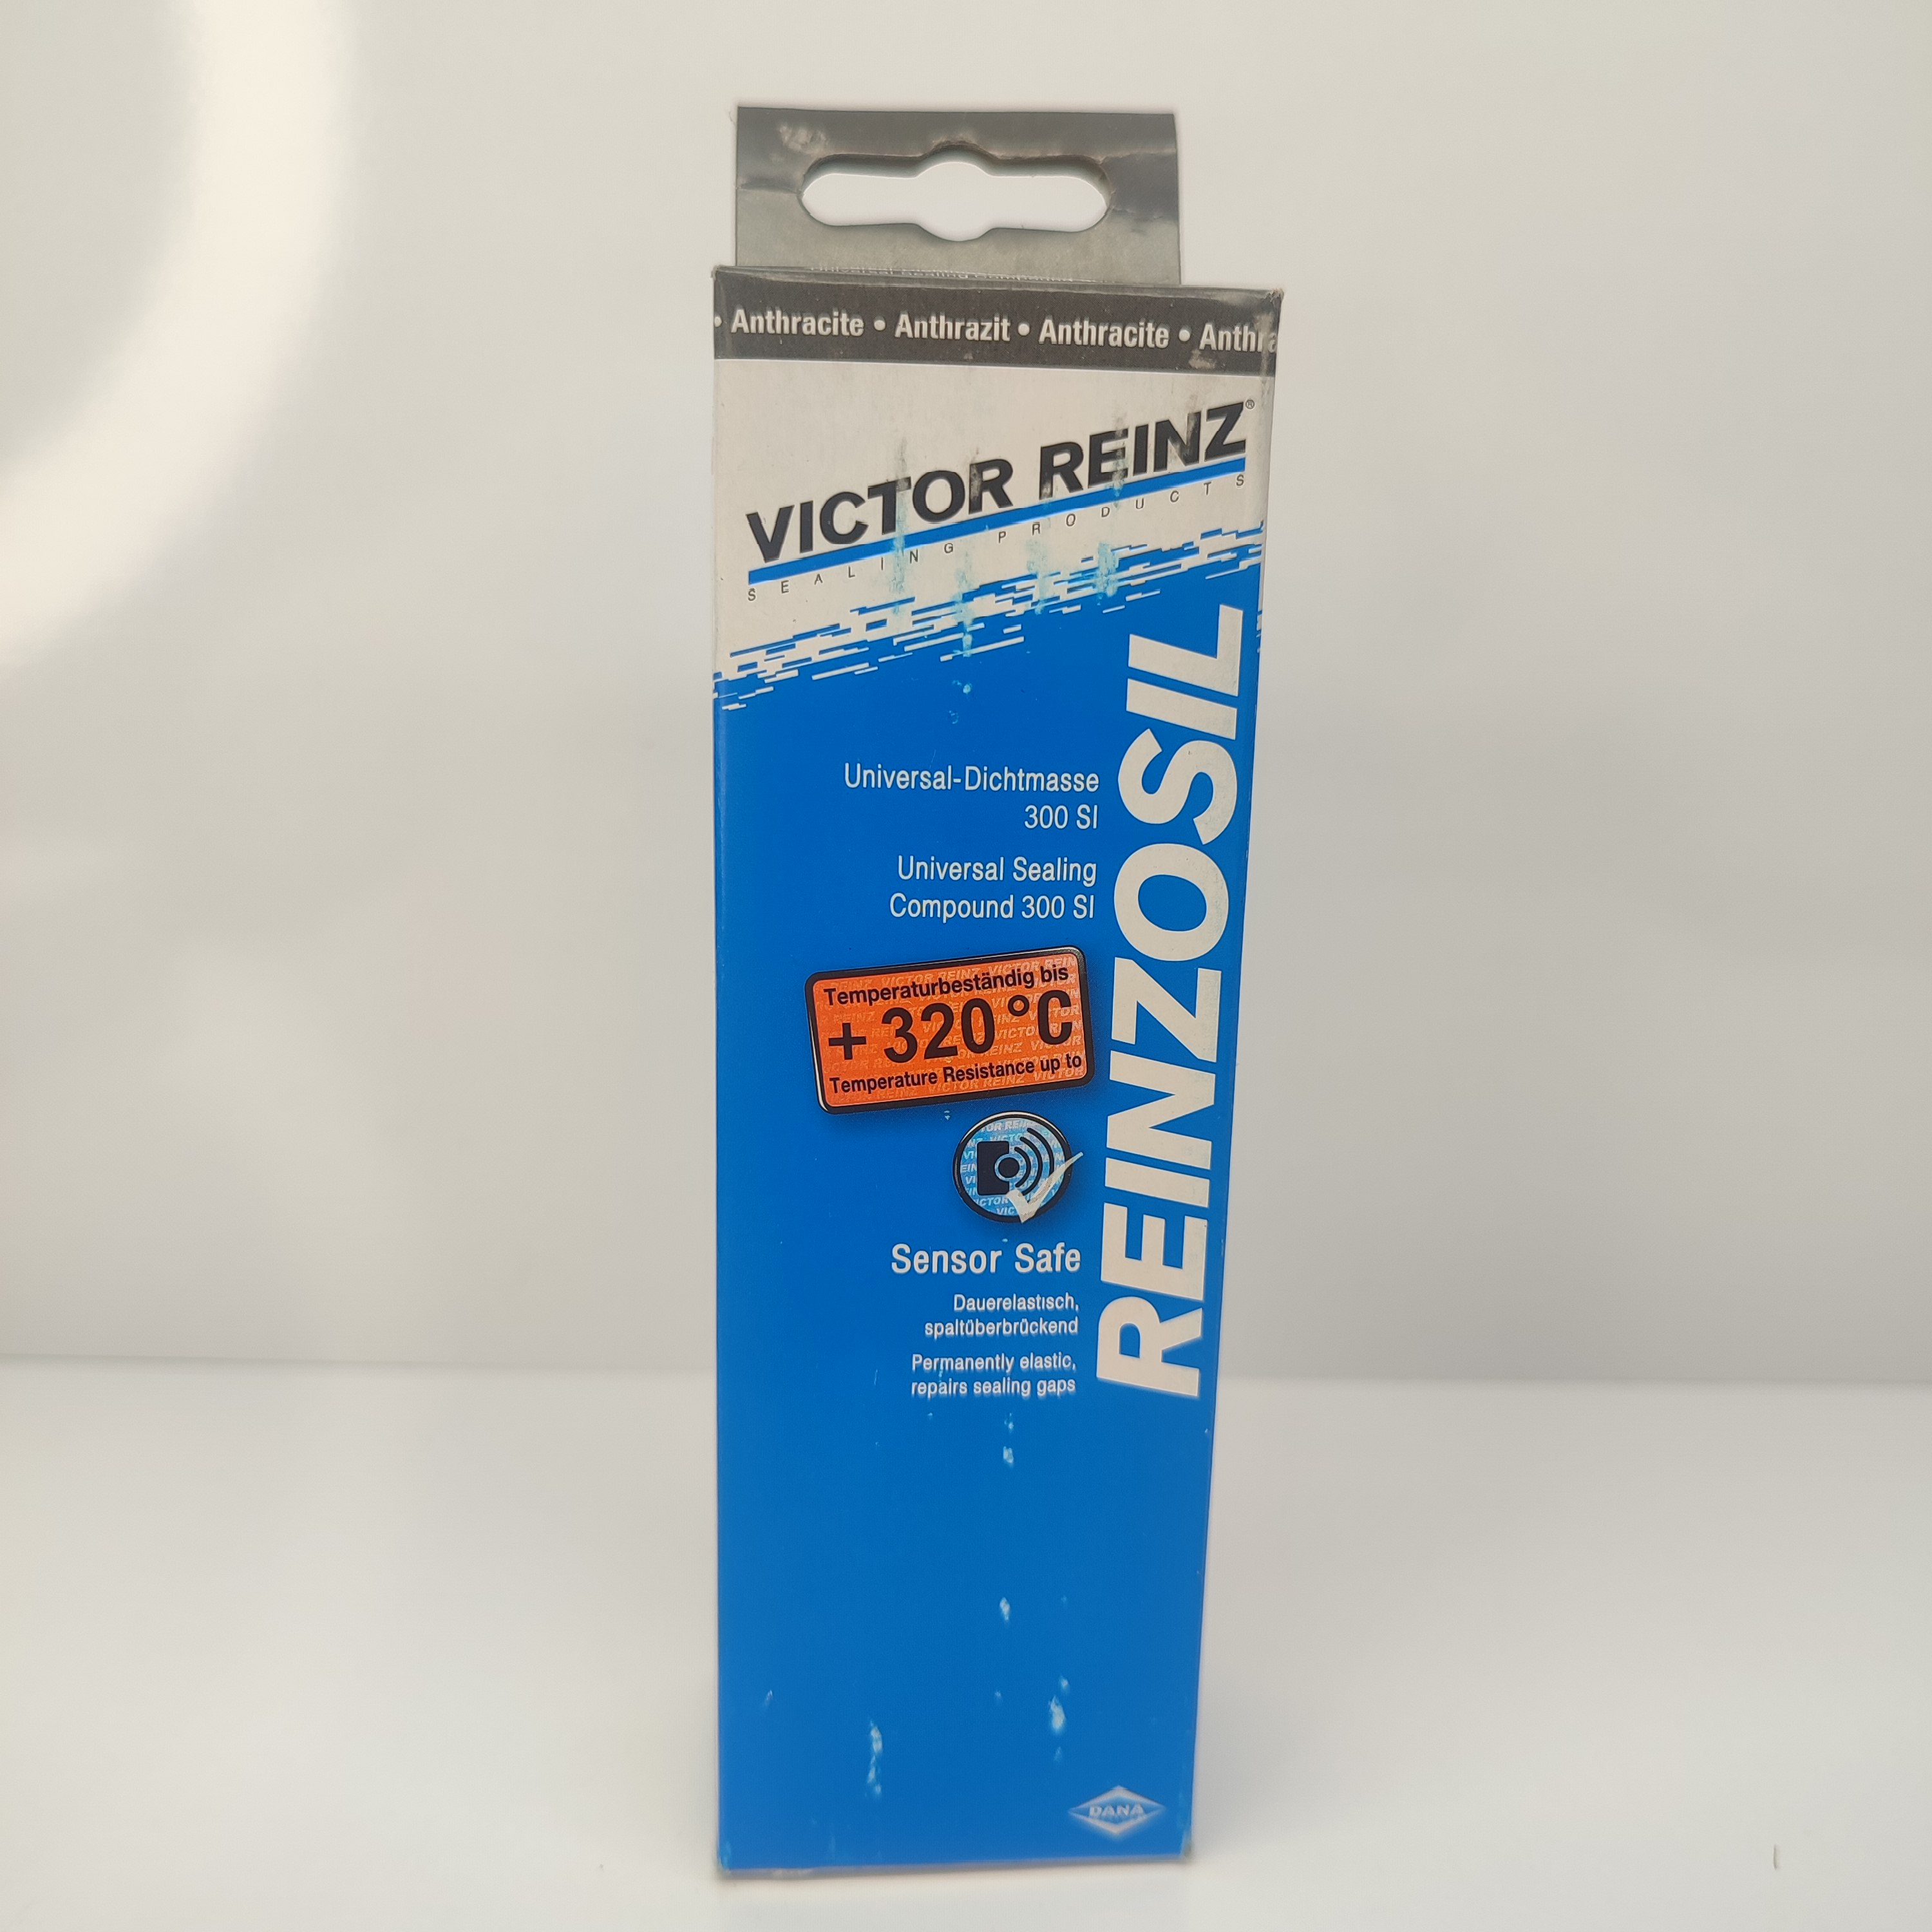 • Anthracite • Anthrazit • Anthracite •
VICTOR REINZ®
SEALING PRODUCTS
REINZOSIL
Universal-Dichtmasse
300 SI
Universal Sealing
Compound 300 SI
Temperaturbeständig bis
+320°C
Temperature Resistance up to
Sensor Safe
Dauerelastisch,
spaltüberbrückend
Permanently elastic,
repairs sealing gaps
DANA